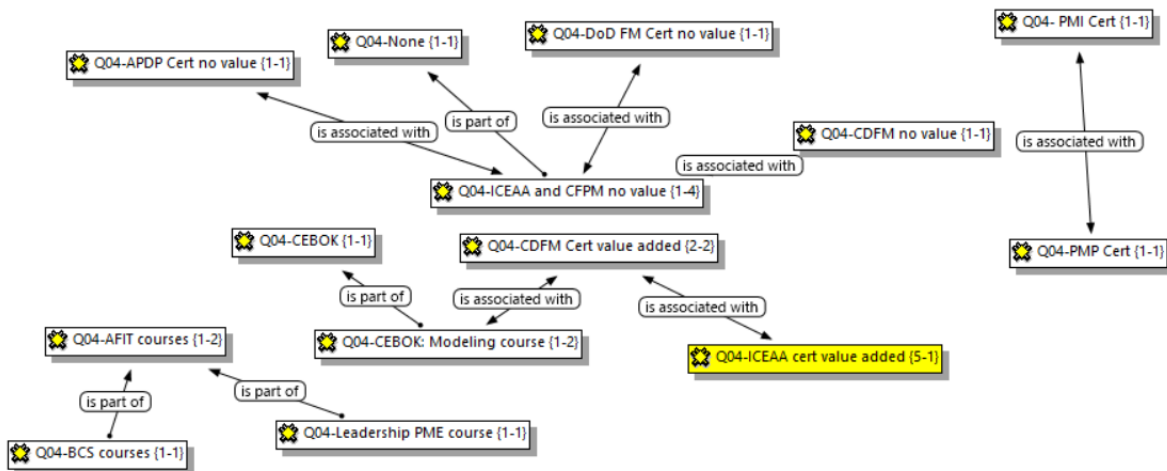 Q04- PMI Cert {1-1}
Q04-None {1-1}
Q04-DoD FM Cert no value {1-1}
Q04-APDP Cert no value {1-1}
is associated with
is part of
is associated with
Q04-CDFM no value {1-1}
is associated with
is associated with
Q04-ICEAA and CFPM no value {1-4}
Q04-CEBOK {1-1}
Q04-CDFM Cert value added {2-2}
Q04-PMP Cert {1-1}
is part of
is associated with
is associated with
Q04-AFIT courses {1-2}
Q04-CEBOK: Modeling course {1-2}
Q04-ICEAA cert value added {5-1}
is part of
is part of
Q04-Leadership PME course {1-1}
Q04-BCS courses {1-1}